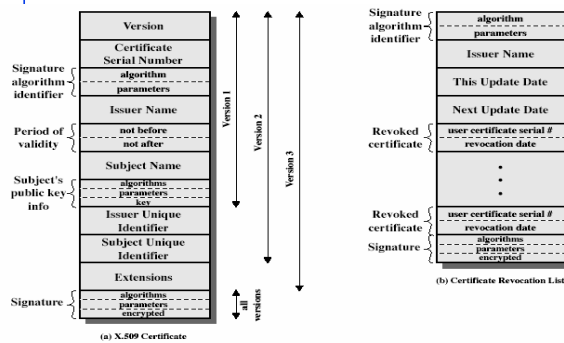 Version
Certificate
Serial Number
Signature
algorithm
identifier
algorithm
parameters
Issuer Name
Period of
validity
not before
not after
Subject Name
Subject's
public key
info
algorithms
parameters
key
Issuer Unique
Identifier
Subject Unique
Identifier
Extensions
Signature
algorithms
parameters
encrypted
Version 1
Version 2
Version 3
all
versions
(a) X.509 Certificate
Signature
algorithm
identifier
algorithm
parameters
Issuer Name
This Update Date
Next Update Date
Revoked
certificate
user certificate serial #
revocation date
Revoked
certificate
user certificate serial #
revocation date
Signature
algorithms
parameters
encrypted
(b) Certificate Revocation List